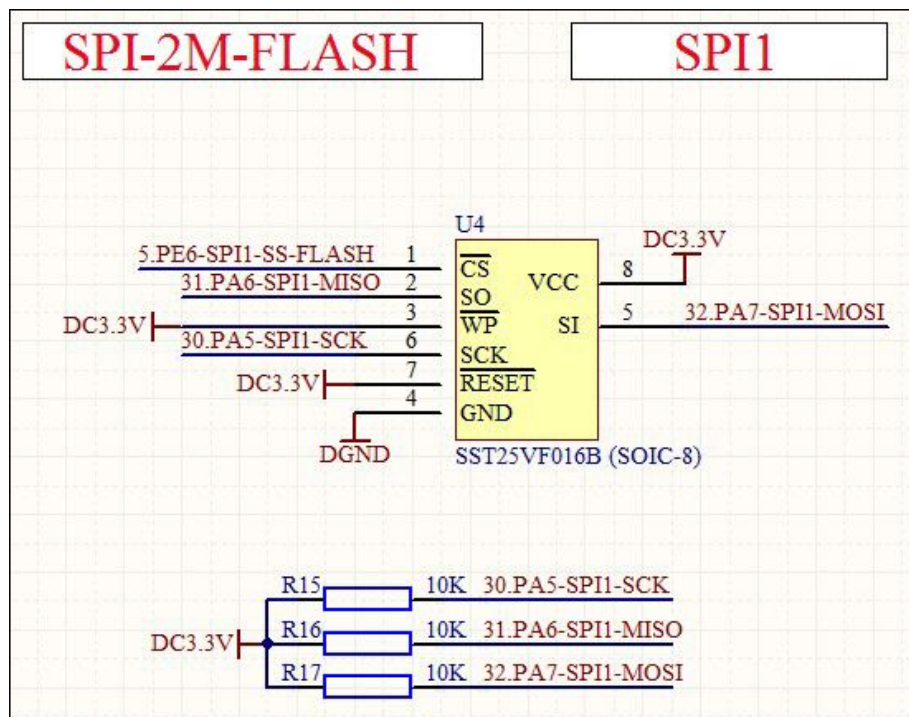 SPI-2M-FLASH
SPI1
U4
5.PE6-SPI1-SS-FLASH 1 CS
31.PA6-SPI1-MISO 2 SO
DC3.3V 3 WP
30.PA5-SPI1-SCK 6 SCK
DC3.3V 7 RESET
4 GND
DGND
VCC 8 DC3.3V
SI 5 32.PA7-SPI1-MOSI
SST25VF016B (SOIC-8)
DC3.3V
R15 10K 30.PA5-SPI1-SCK
R16 10K 31.PA6-SPI1-MISO
R17 10K 32.PA7-SPI1-MOSI